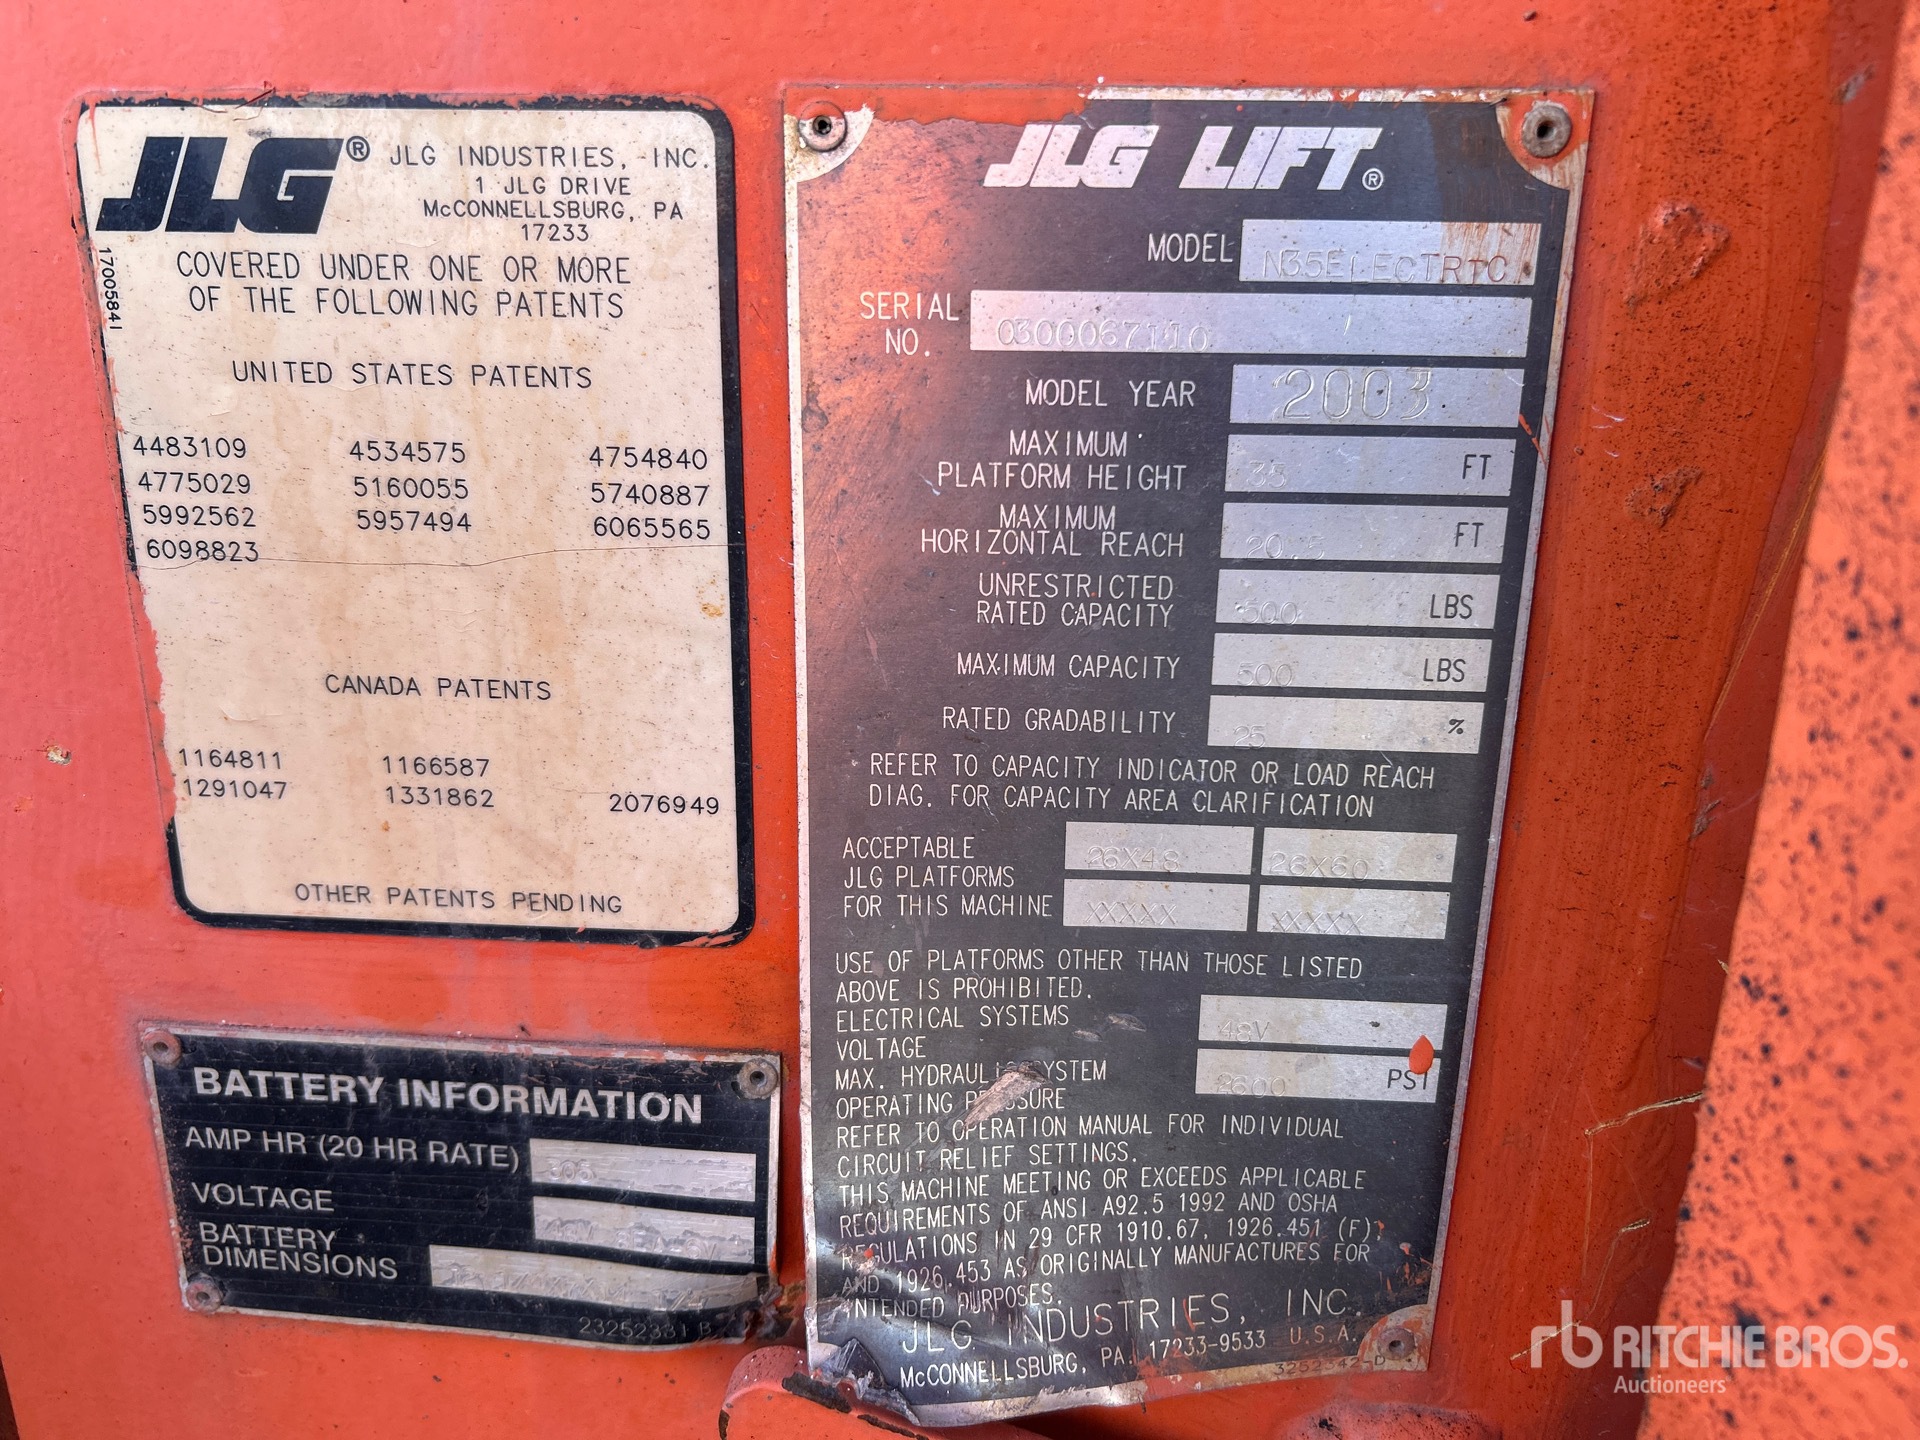 JLG® JLG INDUSTRIES, INC.
1 JLG DRIVE
McCONNELLSBURG, PA
17233
1700584I
COVERED UNDER ONE OR MORE
OF THE FOLLOWING PATENTS
UNITED STATES PATENTS
4483109 4534575 4754840
4775029 5160055 5740887
5992562 5957494 6065565
6098823
CANADA PATENTS
1164811 1166587
1291047 1331862 2076949
OTHER PATENTS PENDING
BATTERY INFORMATION
AMP HR (20 HR RATE) 305
VOLTAGE
BATTERY
DIMENSIONS
JLG LIFT®
MODEL N35ELECTRTC
SERIAL
NO. 0300067110
MODEL YEAR 2003
MAXIMUM
PLATFORM HEIGHT 35 FT
MAXIMUM
HORIZONTAL REACH 20.5 FT
UNRESTRICTED
RATED CAPACITY 500 LBS
MAXIMUM CAPACITY 500 LBS
RATED GRADABILITY 25 %
REFER TO CAPACITY INDICATOR OR LOAD REACH
DIAG. FOR CAPACITY AREA CLARIFICATION
ACCEPTABLE 26X48 26X60
JLG PLATFORMS
FOR THIS MACHINE XXXXX XXXXX
USE OF PLATFORMS OTHER THAN THOSE LISTED
ABOVE IS PROHIBITED.
ELECTRICAL SYSTEMS 48V
VOLTAGE
MAX. HYDRAULIC SYSTEM 2600 PSI
OPERATING PRESSURE
REFER TO OPERATION MANUAL FOR INDIVIDUAL
CIRCUIT RELIEF SETTINGS.
THIS MACHINE MEETING OR EXCEEDS APPLICABLE
REQUIREMENTS OF ANSI A92.5 1992 AND OSHA
REGULATIONS IN 29 CFR 1910.67, 1926.451 (F)?
AND 1926.453 AS ORIGINALLY MANUFACTURES FOR
INTENDED PURPOSES.
JLG INDUSTRIES, INC.
McCONNELLSBURG, PA. 17233-9533 U.S.A.
3252342-D
RITCHIE BROS.
Auctioneers